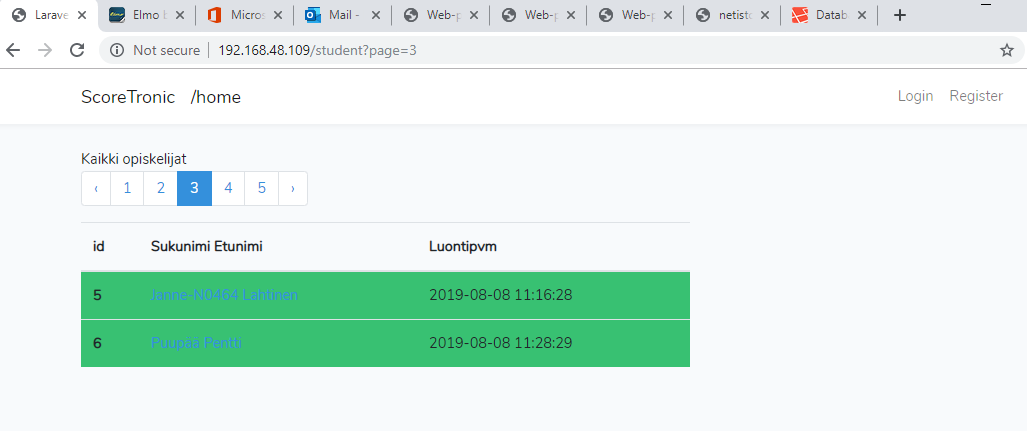 Larave Elmo Micros Mail - Web-p Web-p Web-p netist Datab
Not secure 192.168.48.109/student?page=3
ScoreTronic /home Login Register
Kaikki opiskelijat
‹ 1 2 3 4 5 ›
id Sukunimi Etunimi Luontipvm
5 Janne-N0464 Lahtinen 2019-08-08 11:16:28
6 Puupää Pentti 2019-08-08 11:28:29